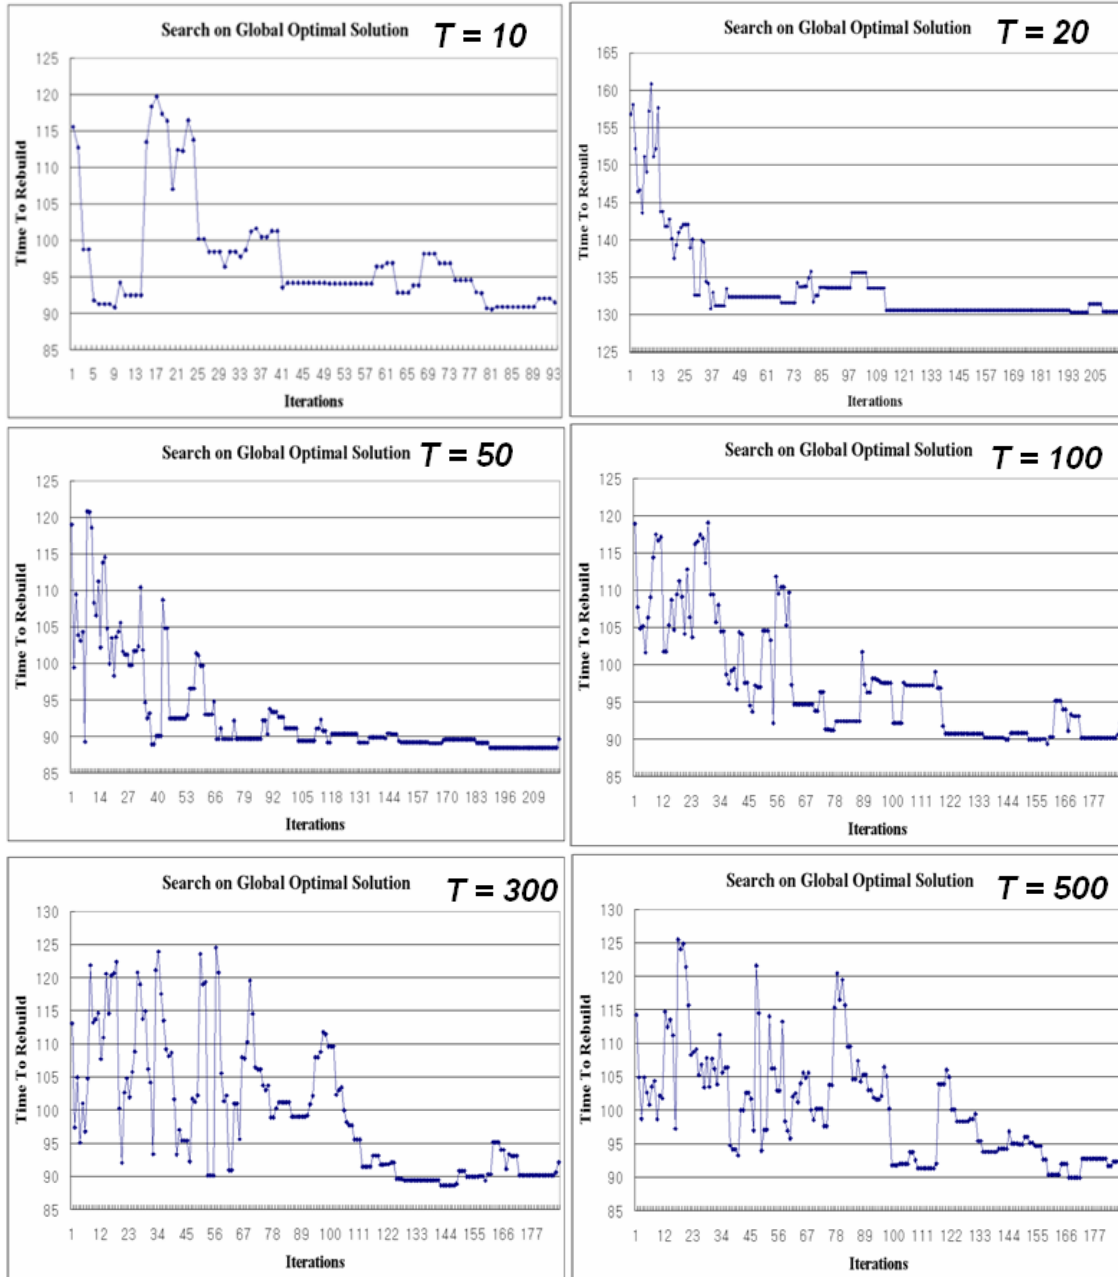 Search on Global Optimal Solution T = 10
125
120
115
110
105
100
95
90
85
Time To Rebuild
1 5 9 13 17 21 25 29 33 37 41 45 49 53 57 61 65 69 73 77 81 85 89 93
Iterations
Search on Global Optimal Solution T = 20
165
160
155
150
145
140
135
130
125
Time To Rebuild
1 13 25 37 49 61 73 85 97 109 121 133 145 157 169 181 193 205
Iterations
Search on Global Optimal Solution T = 50
125
120
115
110
105
100
95
90
85
Time To Rebuild
1 14 27 40 53 66 79 92 105 118 131 144 157 170 183 196 209
Iterations
Search on Global Optimal Solution T = 100
125
120
115
110
105
100
95
90
85
Time To Rebuild
1 12 23 34 45 56 67 78 89 100 111 122 133 144 155 166 177
Iterations
Search on Global Optimal Solution T = 300
130
125
120
115
110
105
100
95
90
85
Time To Rebuild
1 12 23 34 45 56 67 78 89 100 111 122 133 144 155 166 177
Iterations
Search on Global Optimal Solution T = 500
130
125
120
115
110
105
100
95
90
85
Time To Rebuild
1 12 23 34 45 56 67 78 89 100 111 122 133 144 155 166 177
Iterations